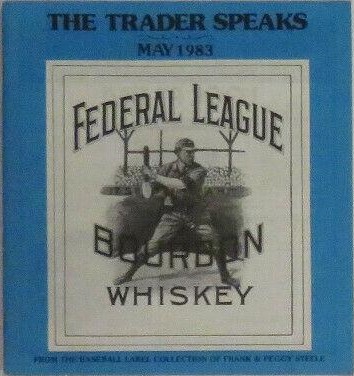 THE TRADER SPEAKS
MAY 1983
FEDERAL LEAGUE
BOURBON
WHISKEY
FROM THE BASEBALL LABEL COLLECTION OF FRANK & PEGGY STEELE